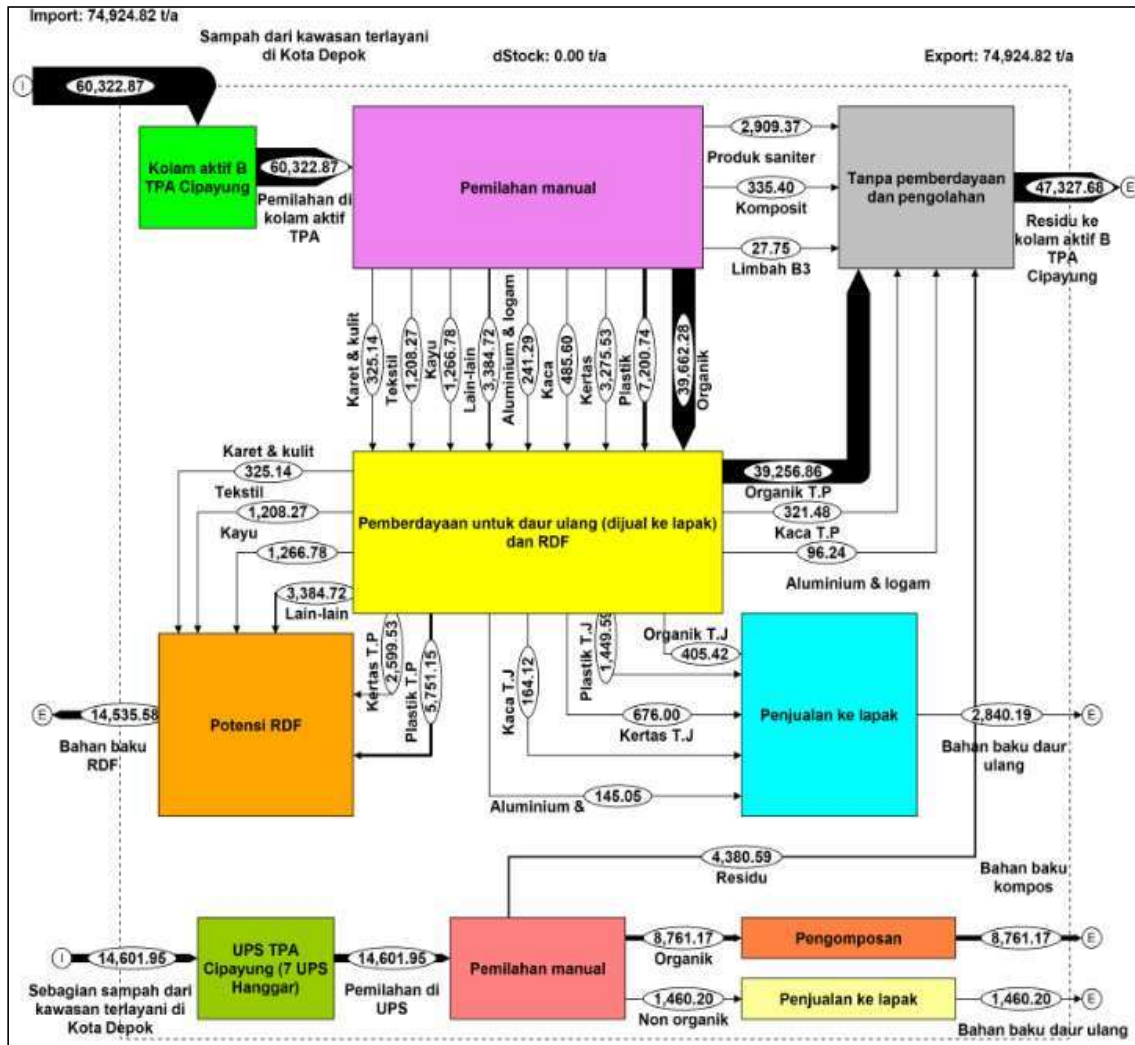 Import: 74,924.82 t/a
Sampah dari kawasan terlayani
di Kota Depok
dStock: 0.00 t/a
Export: 74,924.82 t/a
I
60,322.87
Kolam aktif B
TPA Cipayung
60,322.87
Pemilahan di
kolam aktif
TPA
Pemilahan manual
2,909.37
Produk saniter
335.40
Komposit
27.75
Limbah B3
Tanpa pemberdayaan
dan pengolahan
47,327.68
E
Residu ke
kolam aktif B
TPA
Cipayung
Karet & kulit
325.14
Tekstil
1,208.27
Kayu
1,266.78
Lain-lain
3,384.72
Aluminium & logam
241.29
Kaca
485.60
Kertas
3,275.53
Plastik
7,200.74
39,662.28
Organik
Karet & kulit
325.14
Tekstil
1,208.27
Kayu
1,266.78
3,384.72
Lain-lain
Pemberdayaan untuk daur ulang (dijual ke lapak)
dan RDF
39,256.86
Organik T.P
321.48
Kaca T.P
96.24
Aluminium & logam
Kertas T.P
2,599.53
Plastik T.P
5,751.15
Kaca T.J
164.12
Plastik T.J
1,449.59
Organik T.J
405.42
676.00
Kertas T.J
Aluminium &
145.05
E
14,535.58
Bahan baku
RDF
Potensi RDF
Penjualan ke lapak
2,840.19
E
Bahan baku daur
ulang
4,380.59
Residu
Bahan baku
kompos
I
14,601.95
Sebagian sampah dari
kawasan terlayani di
Kota Depok
UPS TPA
Cipayung (7 UPS
Hanggar)
14,601.95
Pemilahan di
UPS
Pemilahan manual
8,761.17
Organik
Pengomposan
8,761.17
E
1,460.20
Non organik
Penjualan ke lapak
1,460.20
E
Bahan baku daur ulang